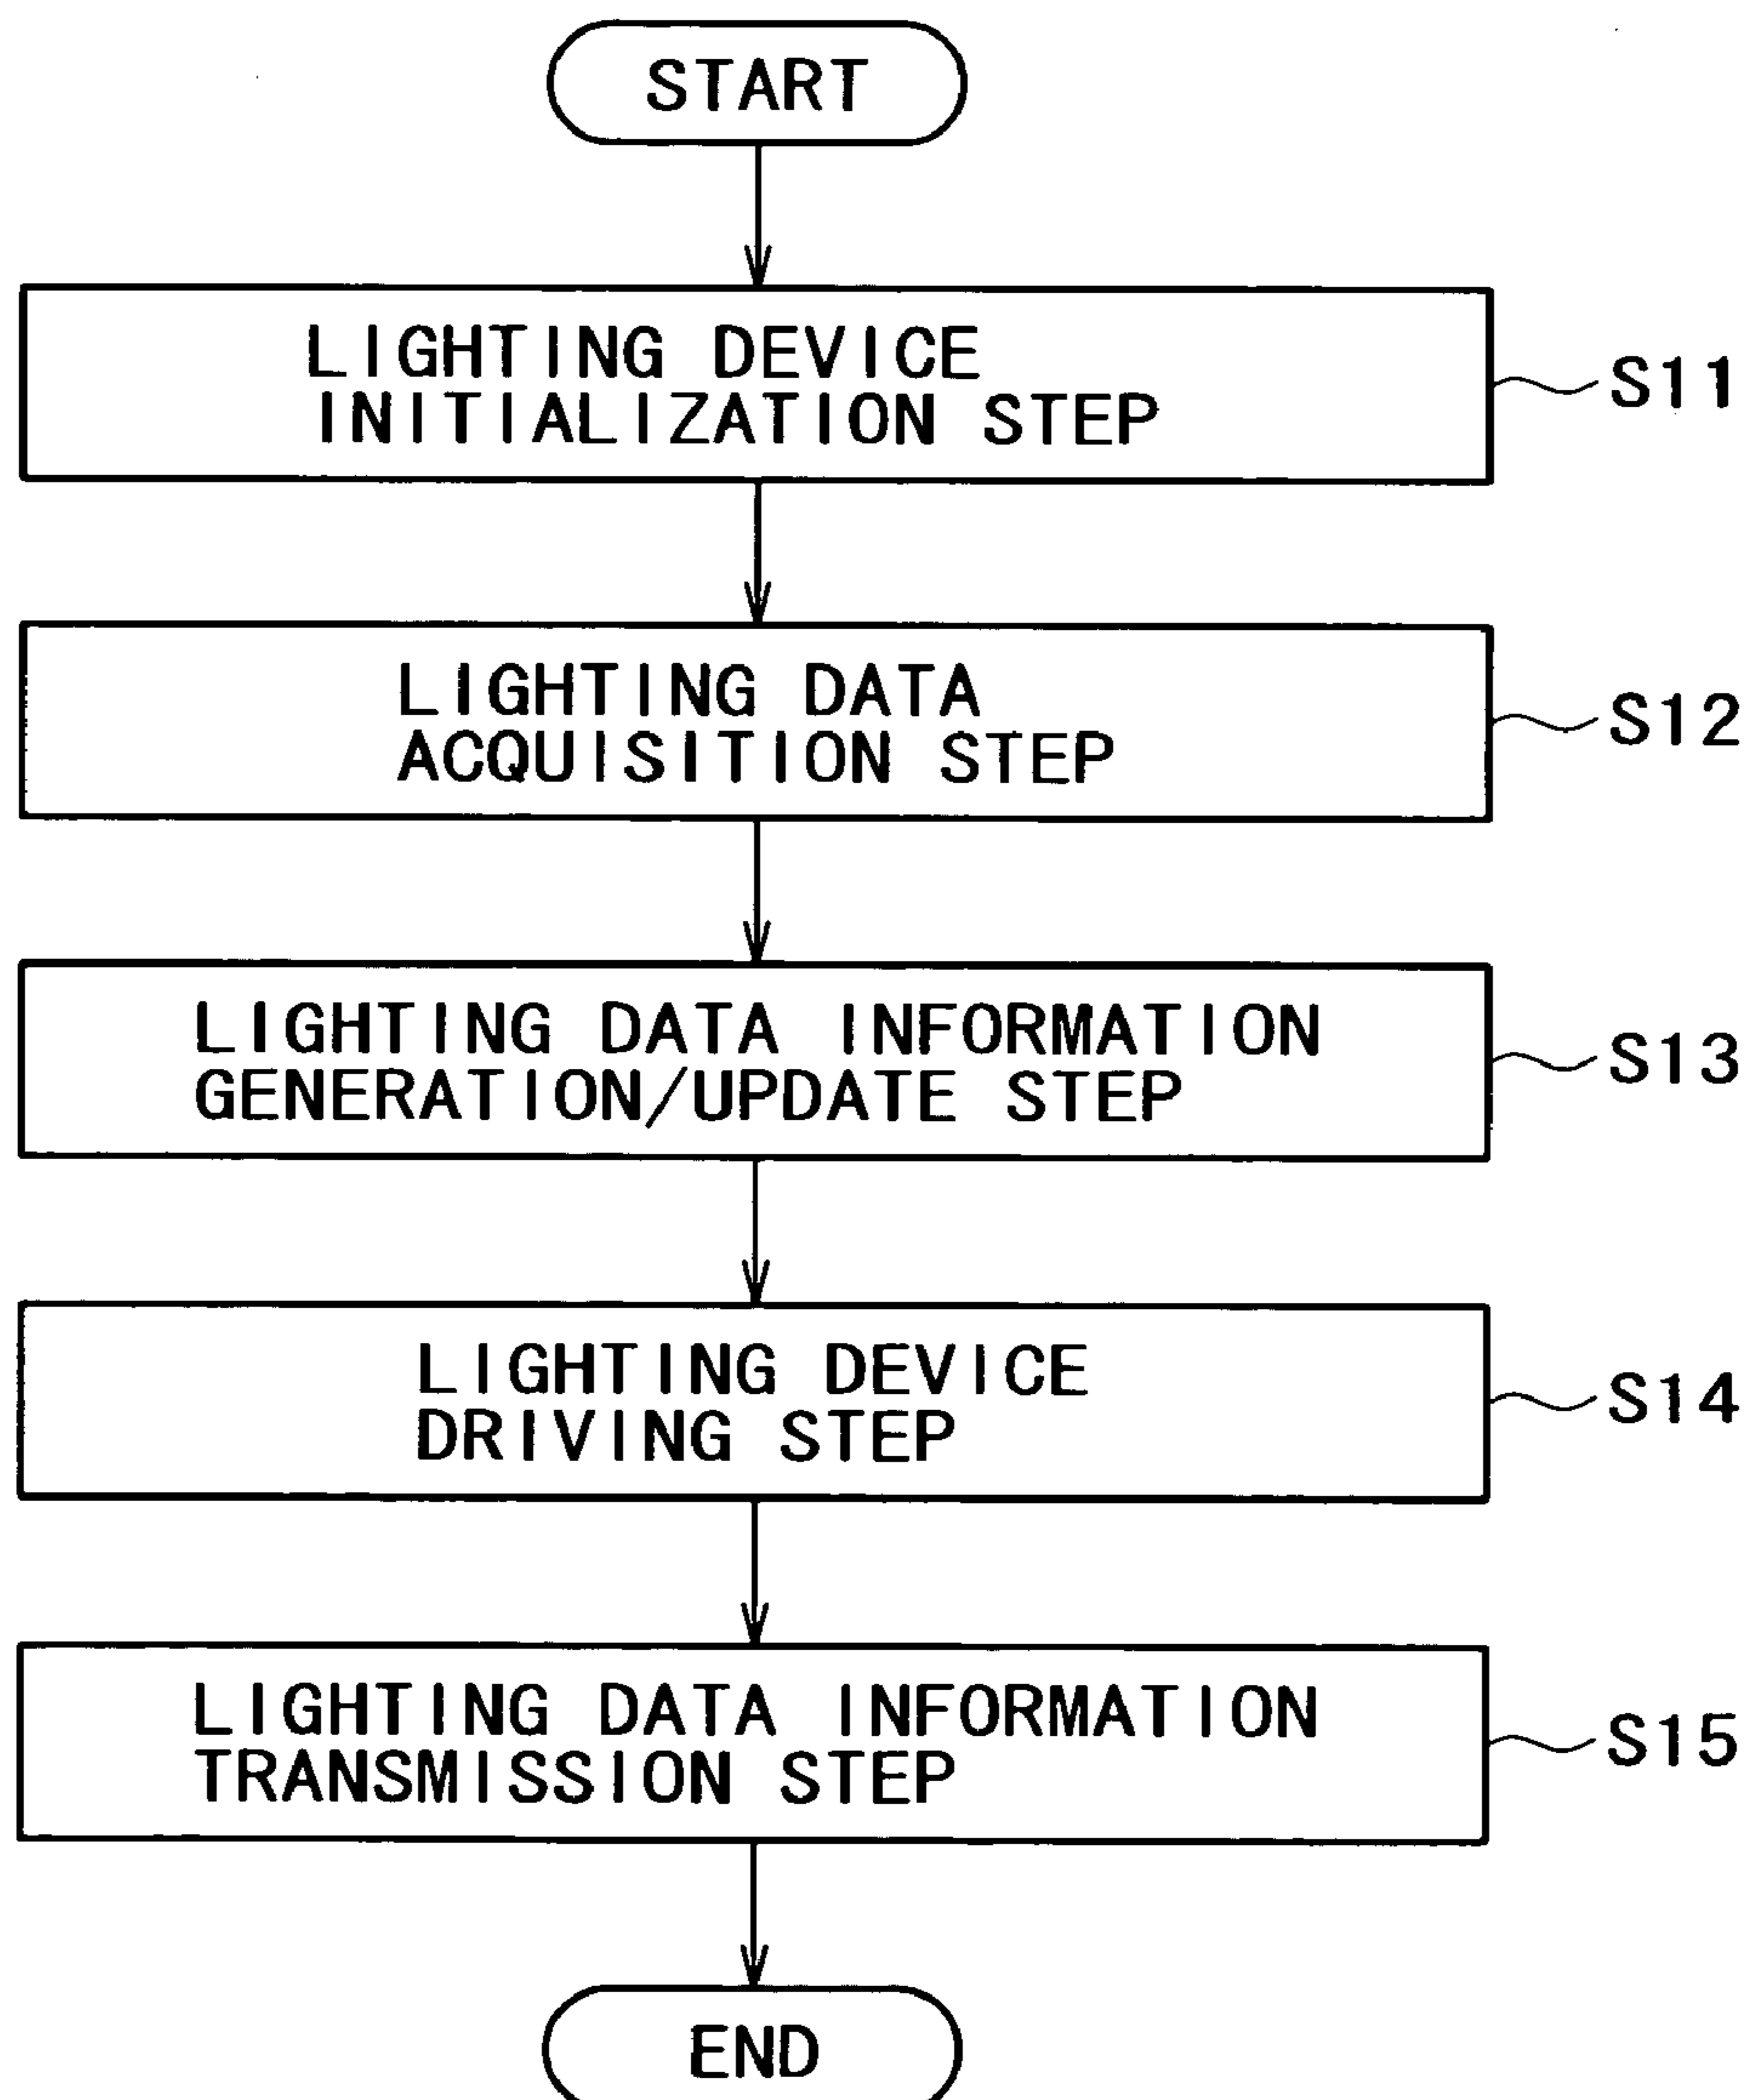 START
LIGHTING DEVICE
INITIALIZATION STEP
S11
LIGHTING DATA
ACQUISITION STEP
S12
LIGHTING DATA INFORMATION
GENERATION/UPDATE STEP
S13
LIGHTING DEVICE
DRIVING STEP
S14
LIGHTING DATA INFORMATION
TRANSMISSION STEP
S15
END